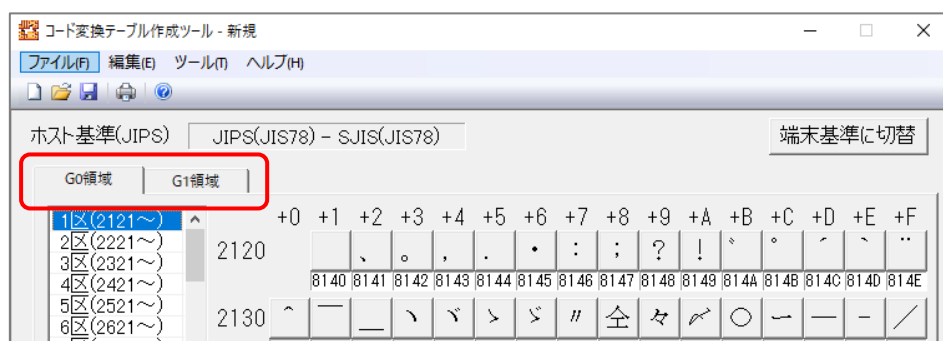 コード変換テーブル作成ツール - 新規
ファイル(F) 編集(E) ツール(T) ヘルプ(H)
ホスト基準(JIPS) JIPS(JIS78) – SJIS(JIS78) 端末基準に切替
G0領域 G1領域
1区(2121～)
2区(2221～)
3区(2321～)
4区(2421～)
5区(2521～)
6区(2621～)
+0 +1 +2 +3 +4 +5 +6 +7 +8 +9 +A +B +C +D +E +F
2120 、 。 ， ． ・ ： ； ？ ！ ゛ ゜ ´ ｀ ¨
8140 8141 8142 8143 8144 8145 8146 8147 8148 8149 814A 814B 814C 814D 814E
2130 ＾ ￣ ＿ ヽ ヾ ゝ ゞ 〃 仝 々 〆 〇 ー ― ‐ ／